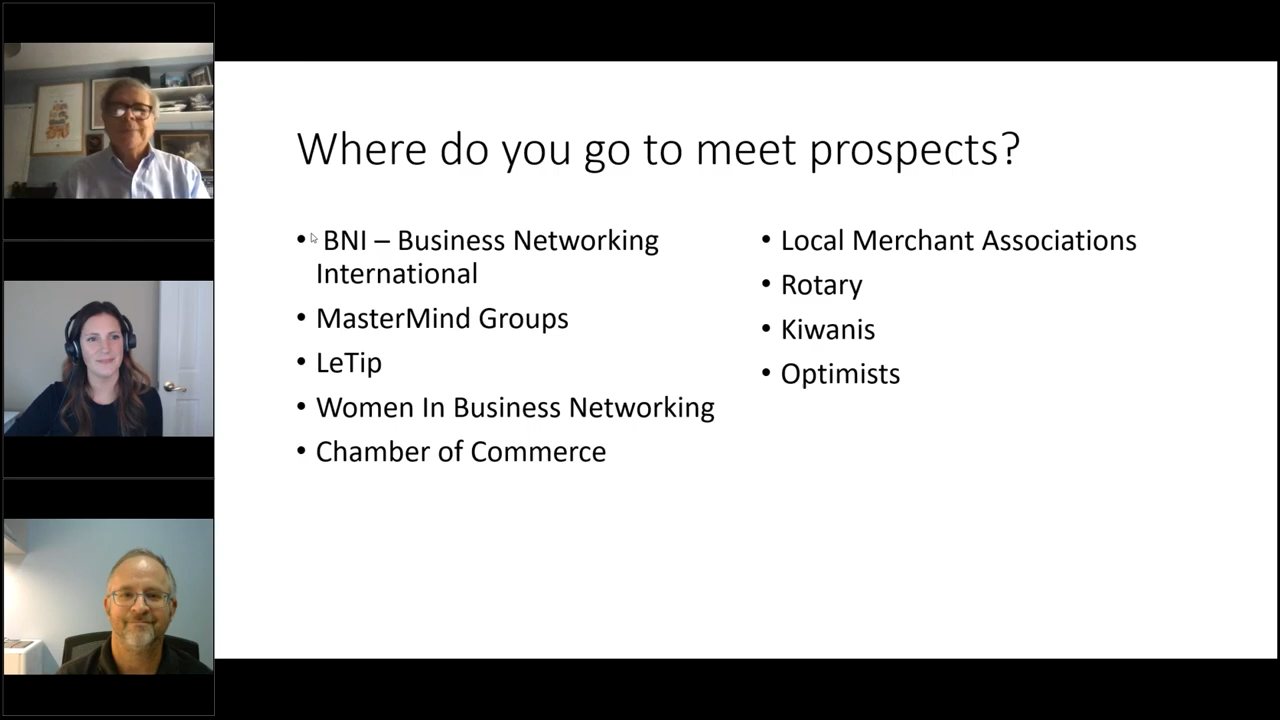 Where do you go to meet prospects?
• BNI – Business Networking
International
• MasterMind Groups
• LeTip
• Women In Business Networking
• Chamber of Commerce
• Local Merchant Associations
• Rotary
• Kiwanis
• Optimists